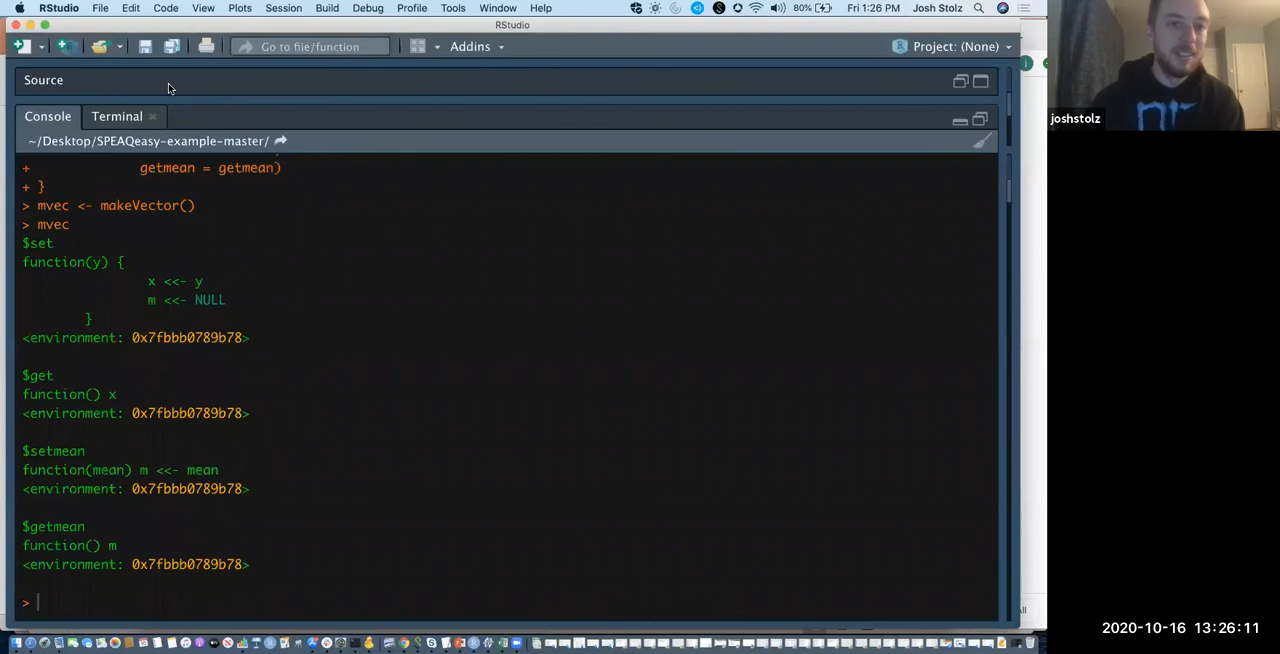 RStudio File Edit Code View Plots Session Build Debug Profile Tools Window Help 80% Fri 1:26 PM Josh Stolz
RStudio
Go to file/function Addins Project: (None)
Source
Console Terminal
~/Desktop/SPEAQeasy-example-master/
+ getmean = getmean)
+ }
> mvec <- makeVector()
> mvec
$set
function(y) {
x <<- y
m <<- NULL
}
<environment: 0x7fbbb0789b78>
$get
function() x
<environment: 0x7fbbb0789b78>
$setmean
function(mean) m <<- mean
<environment: 0x7fbbb0789b78>
$getmean
function() m
<environment: 0x7fbbb0789b78>
>
joshstolz
2020-10-16 13:26:11